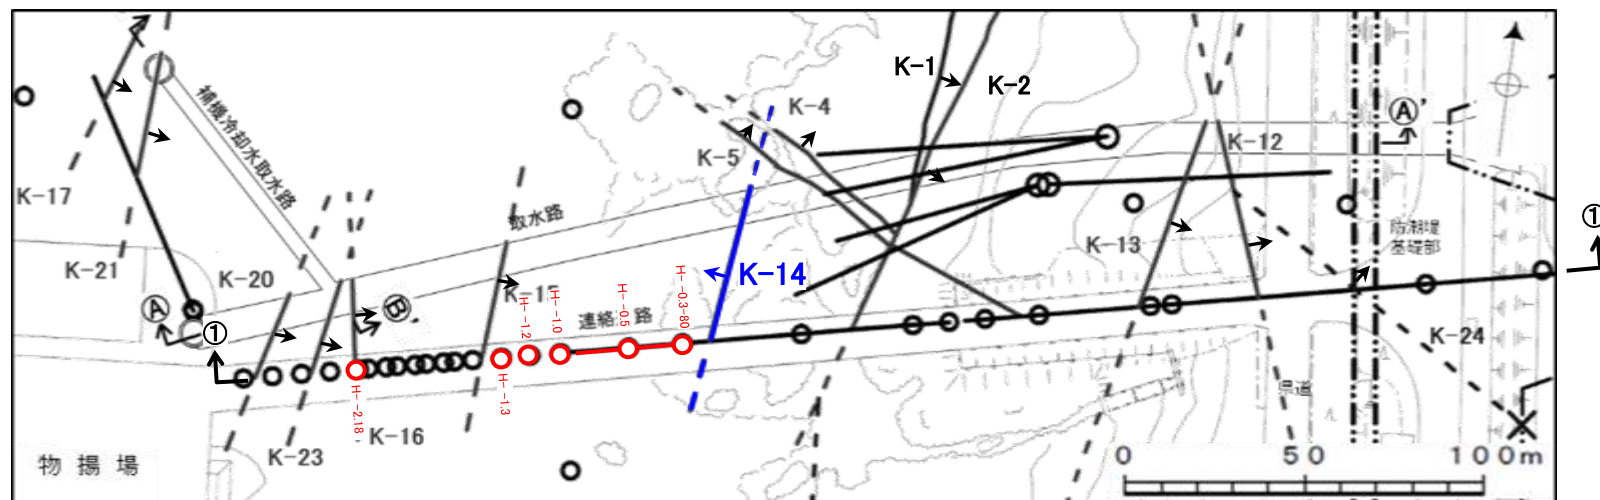 K-1
K-2
K-4
K-5
K-12
Ⓐ'
補機冷却水取水路
K-17
取水路
K-21
K-20
K-14
K-13
防潮堤
基礎部
①
Ⓐ
①
Ⓑ'
K-15
連絡路
H- -1.2
H- -1.0
H- -0.5
H- -0.3-80
H- -1.3
H- -2.18
K-24
県道
K-16
K-23
物揚場
0 50 100m